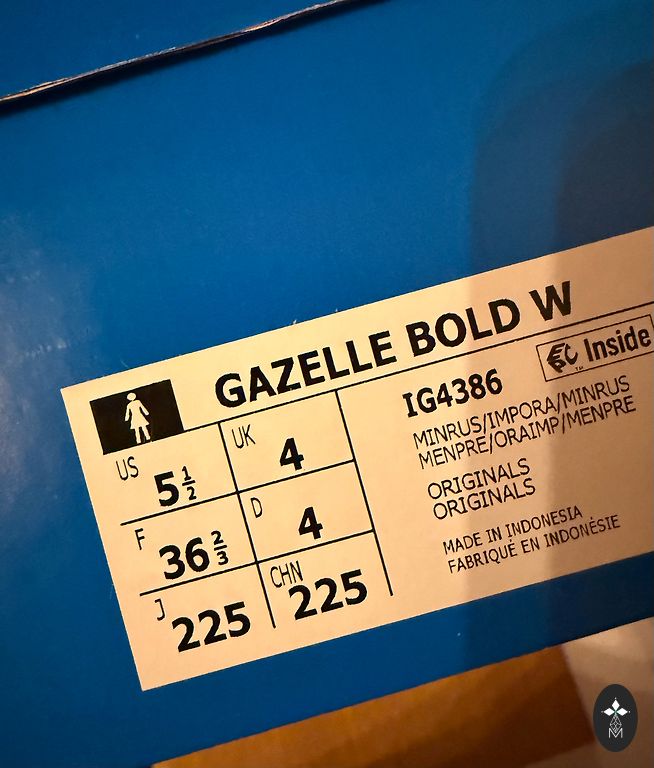 GAZELLE BOLD W
US 5½
UK 4
F 36⅔
D 4
J 225
CHN 225
IG4386
Inside
TM
MINRUS/IMPORA/MINRUS
MENPRE/ORAIMP/MENPRE
ORIGINALS
ORIGINALS
MADE IN INDONESIA
FABRIQUÉ EN INDONÉSIE
M